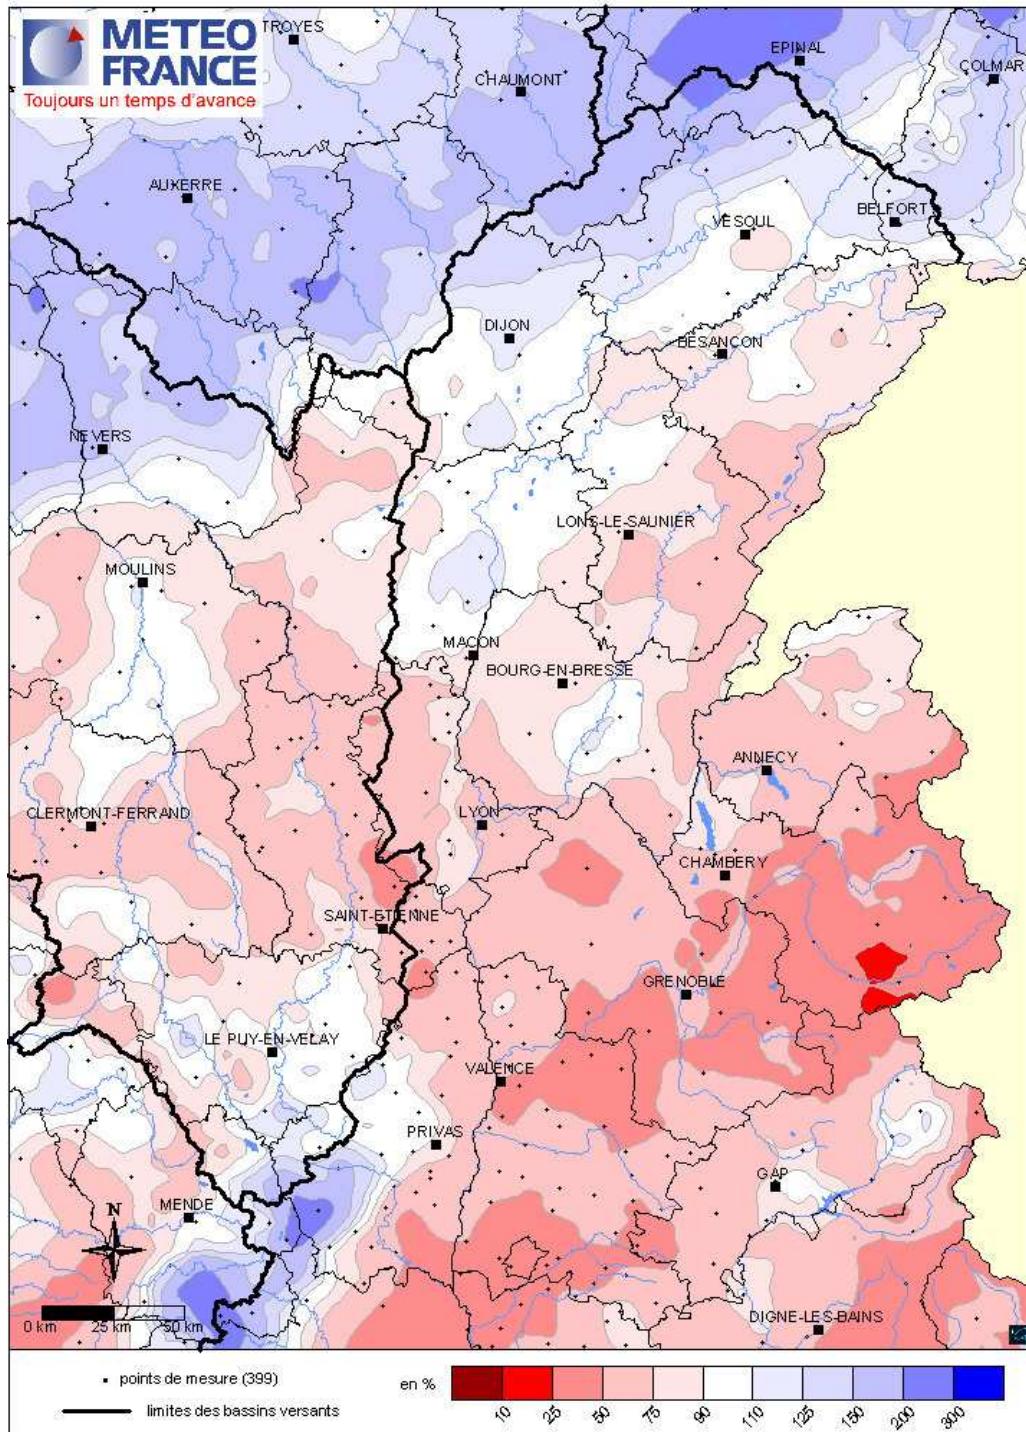 METEO
FRANCE
Toujours un temps d'avance
TROYES
EPINAL
COLMAR
CHAUMONT
AUXERRE
BELFORT
VESOUL
DIJON
BESANCON
NEVERS
LONS-LE-SAUNIER
MOULINS
MACON
BOURG-EN-BRESSE
ANNECY
CLERMONT-FERRAND
LYON
CHAMBERY
SAINT-ETIENNE
GRENOBLE
LE PUY-EN-VELAY
VALENCE
PRIVAS
GAP
MENDE
N
0 km 25 km 50 km
DIGNE-LES-BAINS
points de mesure (399)
limites des bassins versants
en %
10 25 50 75 90 110 125 150 200 300